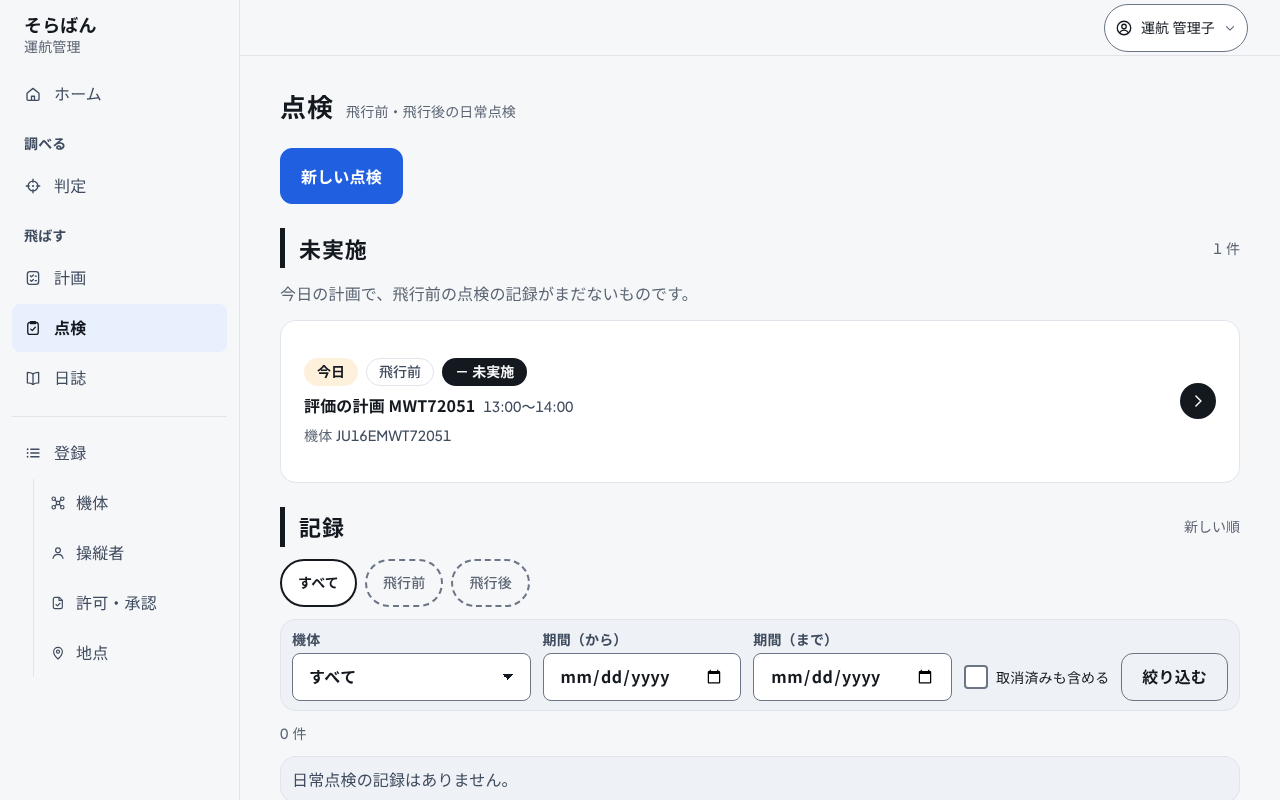 そらばん
運航管理
運航 管理子
ホーム
調べる
判定
飛ばす
計画
点検
日誌
登録
機体
操縦者
許可・承認
地点
点検 飛行前・飛行後の日常点検
新しい点検
未実施 1 件
今日の計画で、飛行前の点検の記録がまだないものです。
今日 飛行前 － 未実施
評価の計画 MWT72051 13:00〜14:00
機体 JU16EMWT72051
記録 新しい順
すべて 飛行前 飛行後
機体 期間（から） 期間（まで）
すべて mm/dd/yyyy mm/dd/yyyy 取消済みも含める 絞り込む
0 件
日常点検の記録はありません。